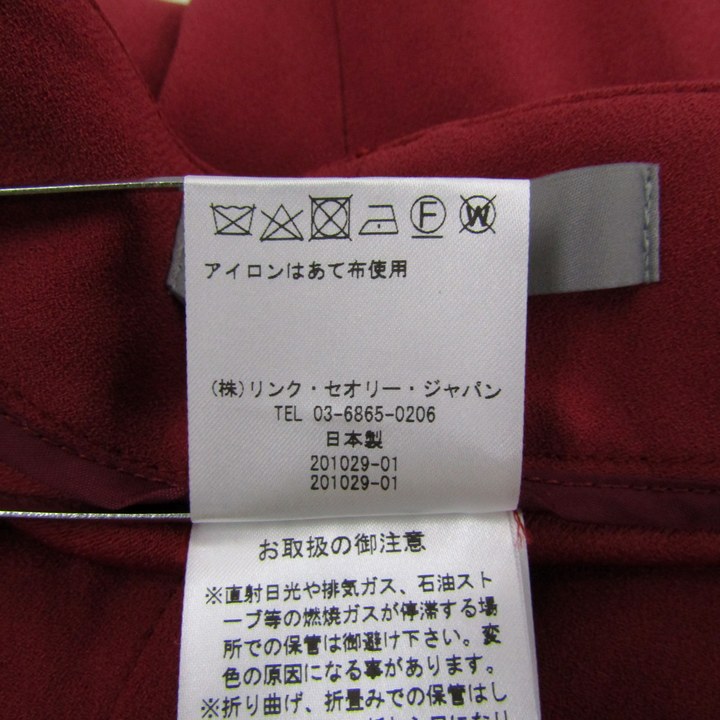 F W
アイロンはあて布使用
(株)リンク・セオリー・ジャパン
TEL 03-6865-0206
日本製
201029-01
201029-01
お取扱の御注意
※直射日光や排気ガス、石油スト
ーブ等の燃焼ガスが停滞する場
所での保管は御避け下さい。変
色の原因になる事があります。
※折り曲げ、折畳みでの保管はし